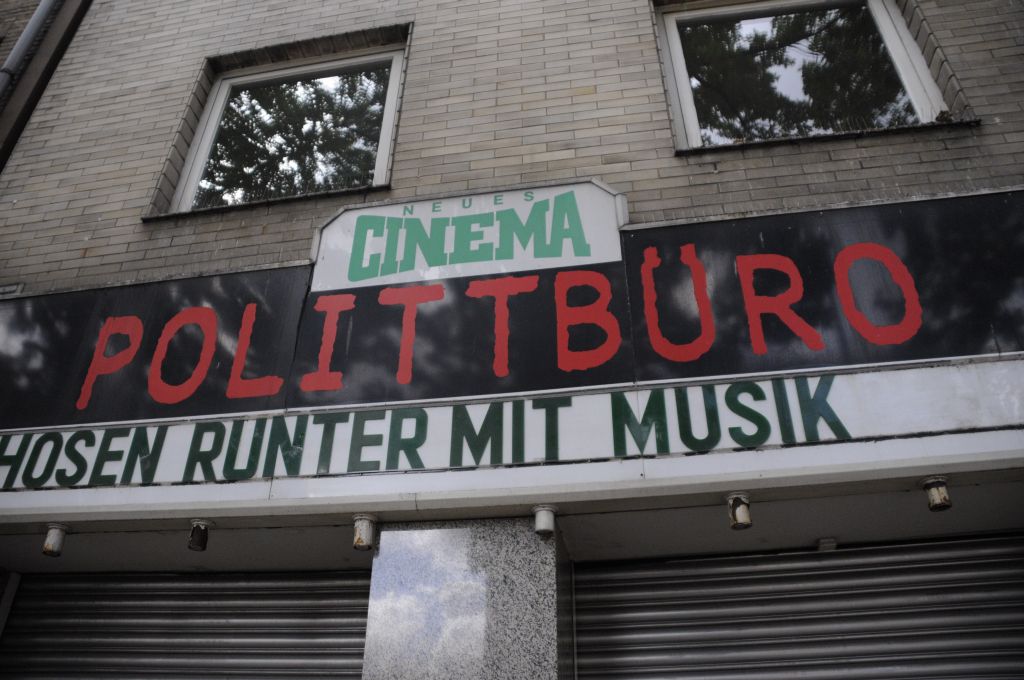 NEUES
CINEMA
POLITTBÜRO
HOSEN RUNTER MIT MUSIK